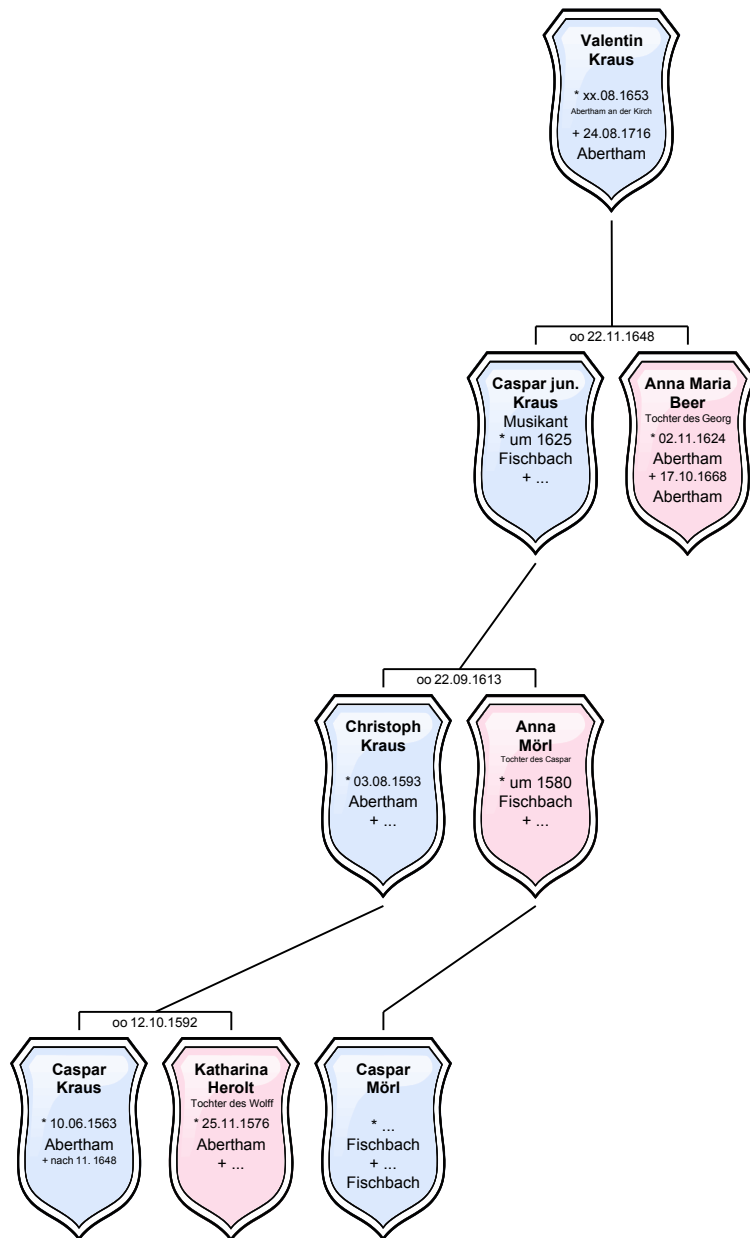 Valentin
Kraus
* xx.08.1653
Abertham an der Kirch
+ 24.08.1716
Abertham
oo 22.11.1648
Caspar jun.
Kraus
Musikant
* um 1625
Fischbach
+ ...
Anna Maria
Beer
Tochter des Georg
* 02.11.1624
Abertham
+ 17.10.1668
Abertham
oo 22.09.1613
Christoph
Kraus
* 03.08.1593
Abertham
+ ...
Anna
Mörl
Tochter des Caspar
* um 1580
Fischbach
+ ...
oo 12.10.1592
Caspar
Kraus
* 10.06.1563
Abertham
+ nach 11. 1648
Katharina
Herolt
Tochter des Wolff
* 25.11.1576
Abertham
+ ...
Caspar
Mörl
* ...
Fischbach
+ ...
Fischbach